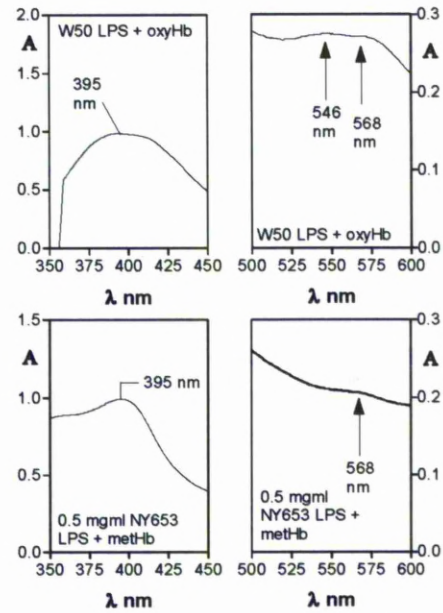 2.0
W50 LPS + oxyHb
A
395
nm
1.5
1.0
0.5
0.0
350 375 400 425 450
λ nm
0.3
A
0.2
546
nm
568
nm
0.1
W50 LPS + oxyHb
0.0
500 525 550 575 600
λ nm
1.5
A
395 nm
1.0
0.5
0.5 mgml NY653
LPS + metHb
0.0
350 375 400 425 450
λ nm
0.3
A
0.2
568
nm
0.1
0.5 mgml
NY653 LPS +
metHb
0.0
500 525 550 575 600
λ nm